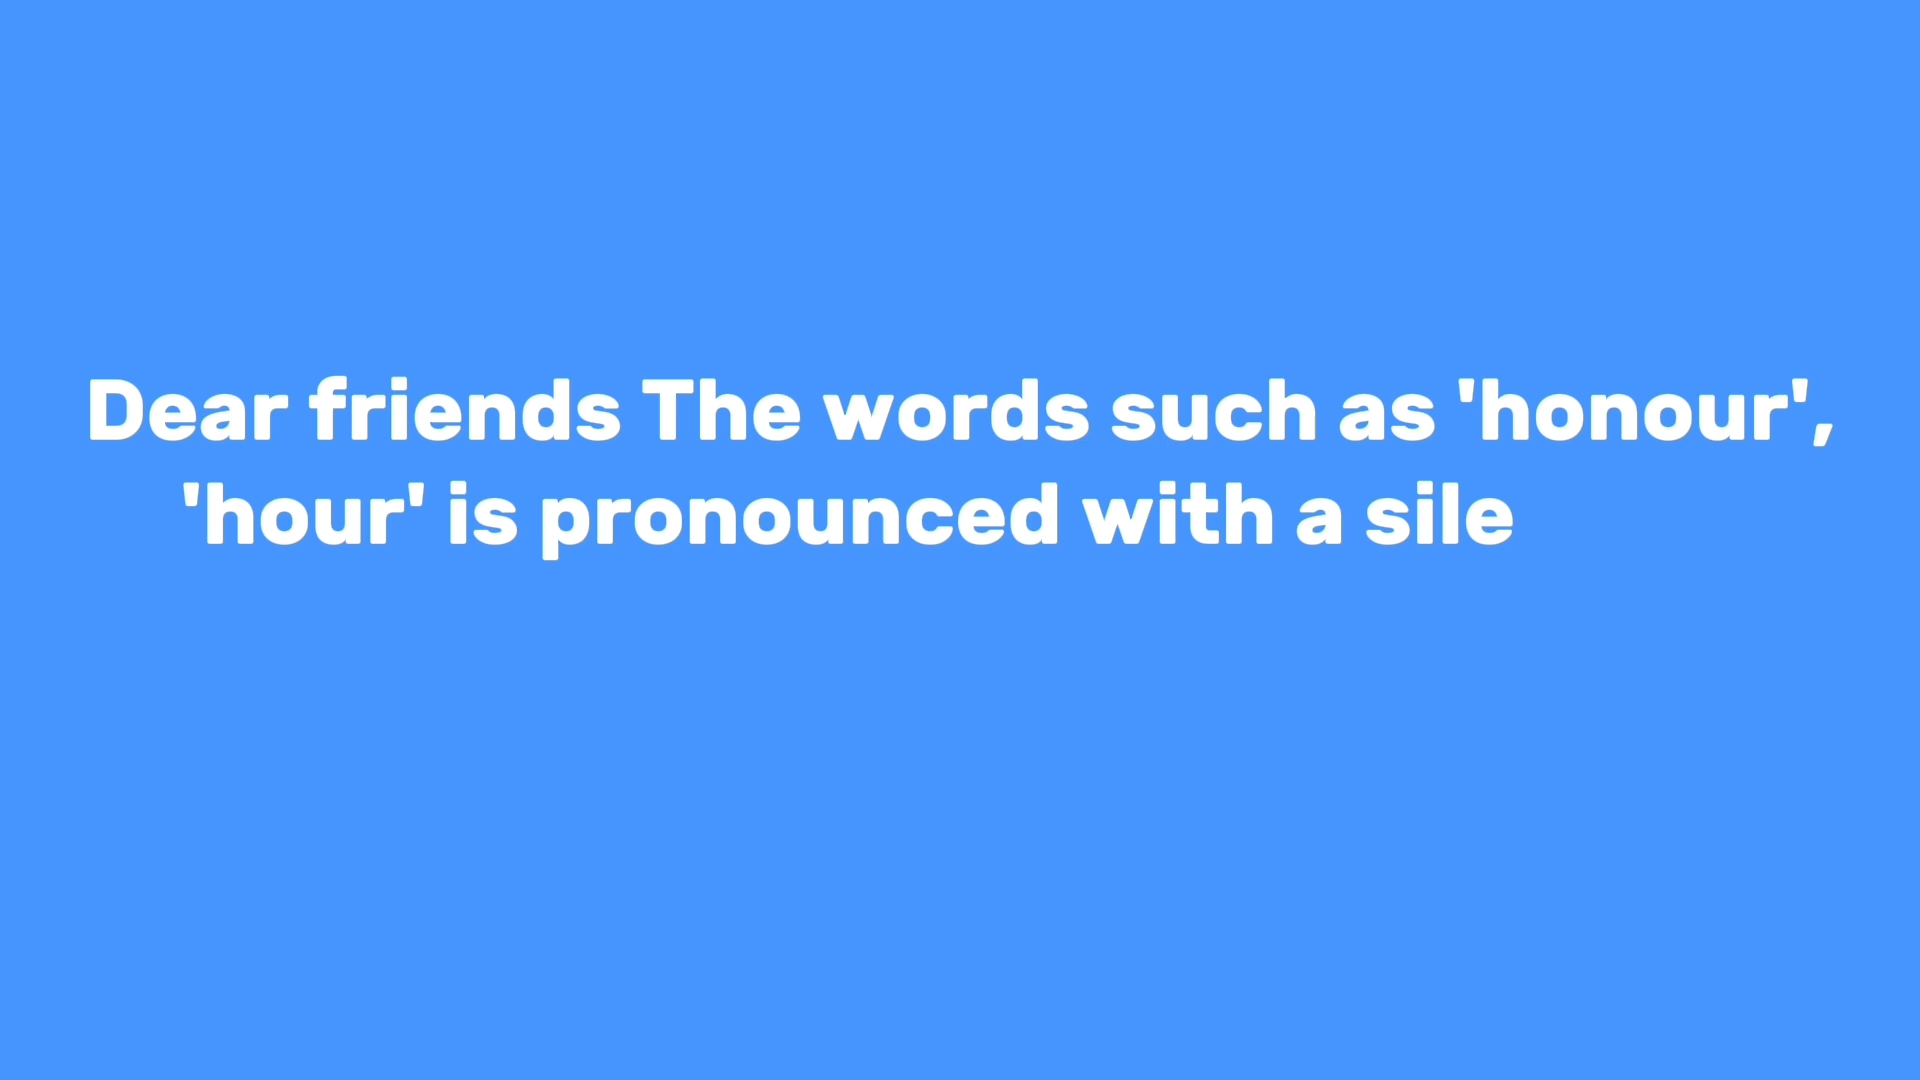 Dear friends The words such as 'honour',
'hour' is pronounced with a sile